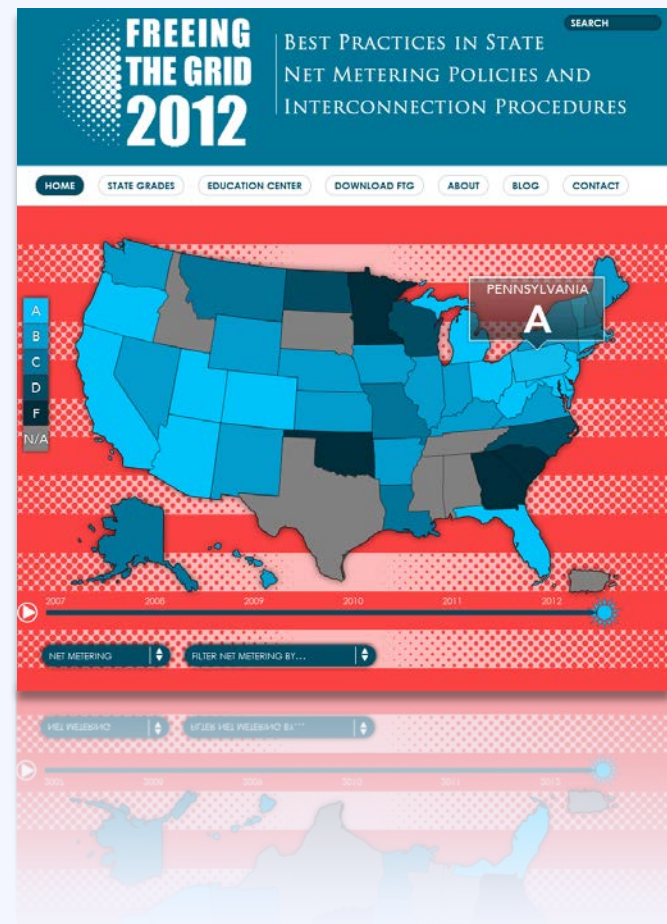 SEARCH
FREEING
THE GRID
2012
BEST PRACTICES IN STATE
NET METERING POLICIES AND
INTERCONNECTION PROCEDURES
HOME STATE GRADES EDUCATION CENTER DOWNLOAD FTG ABOUT BLOG CONTACT
PENNSYLVANIA
A
A
B
C
D
F
N/A
2007 2008 2009 2010 2011 2012
NET METERING FILTER NET METERING BY...